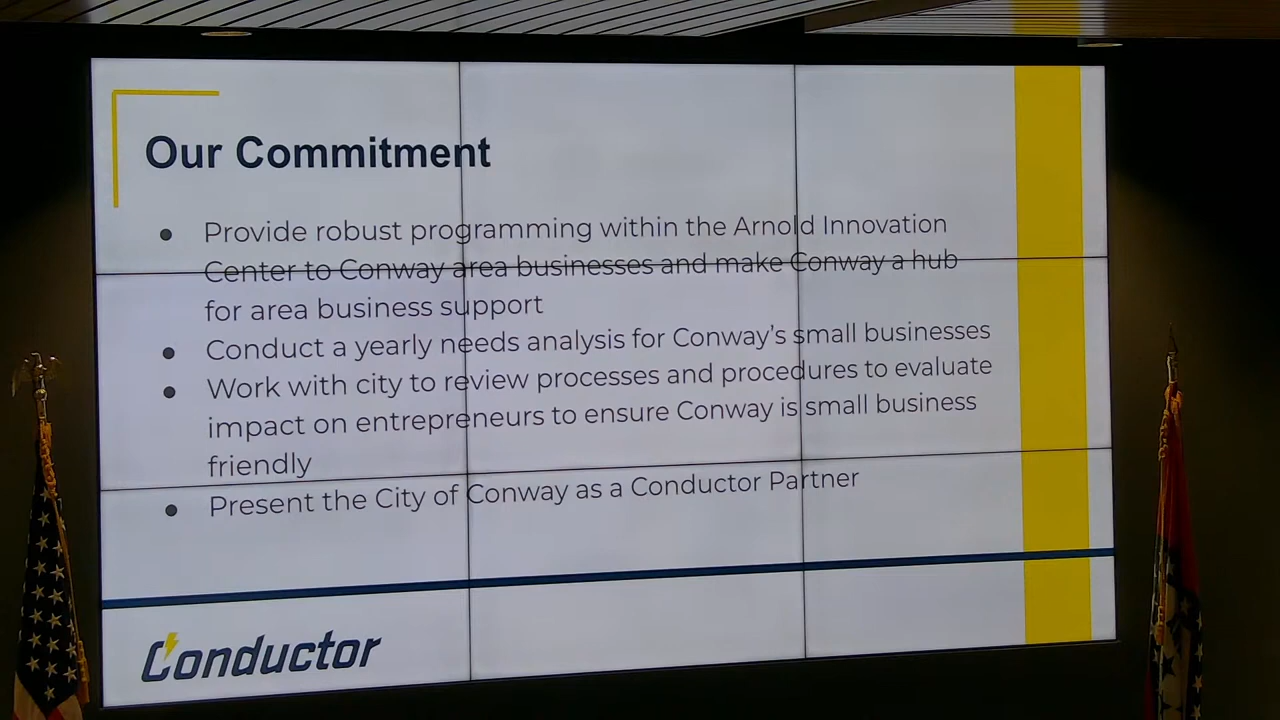 Our Commitment
● Provide robust programming within the Arnold Innovation
Center to Conway area businesses and make Conway a hub
for area business support
● Conduct a yearly needs analysis for Conway's small businesses
● Work with city to review processes and procedures to evaluate
impact on entrepreneurs to ensure Conway is small business
friendly
● Present the City of Conway as a Conductor Partner
Conductor